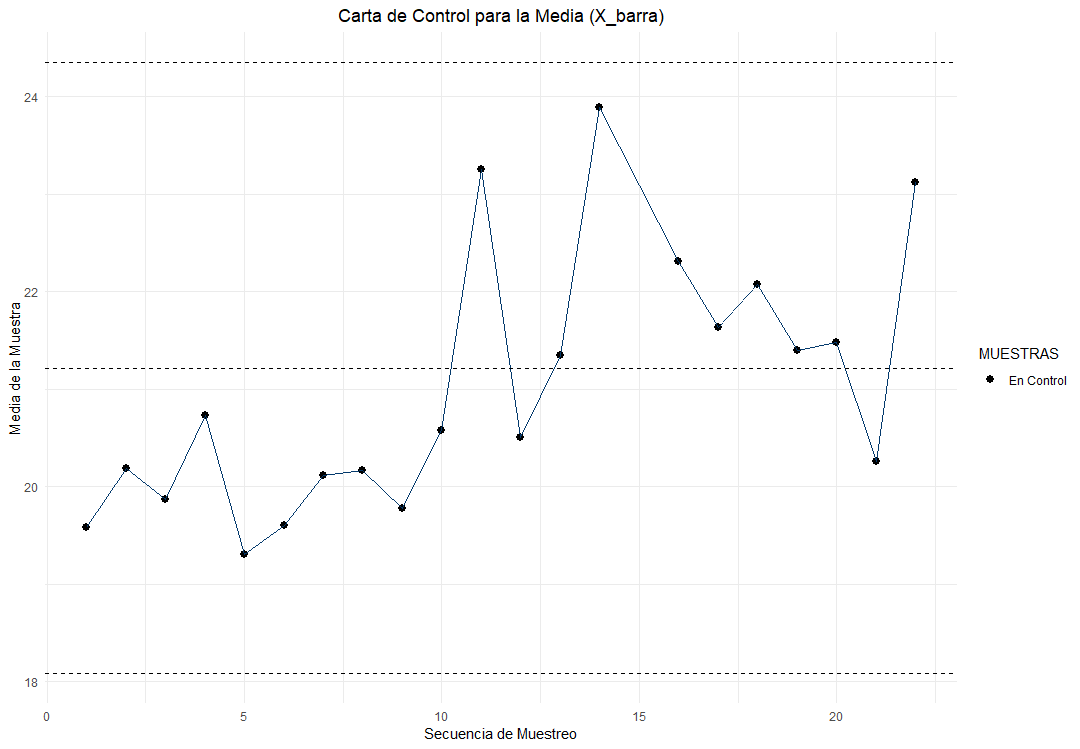 Carta de Control para la Media (X_barra)
24
22
20
18
Media de la Muestra
0 5 10 15 20
Secuencia de Muestreo
MUESTRAS
En Control